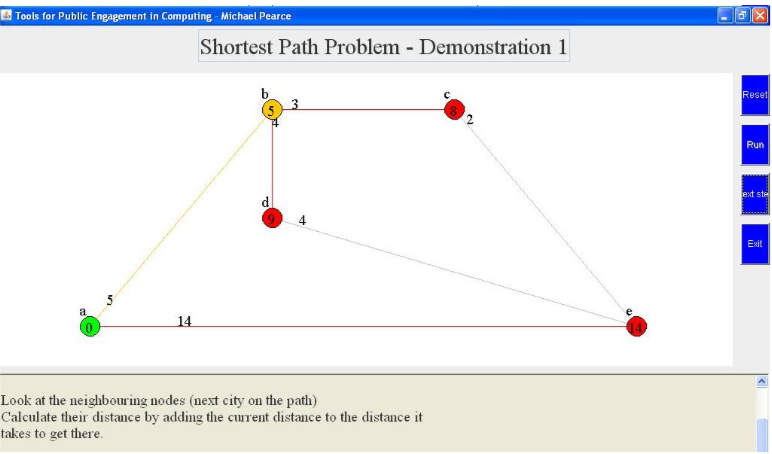 Tools for Public Engagement in Computing - Michael Pearce
Shortest Path Problem - Demonstration 1
Reset
Run
ext ste
Exit
b
5
3
4
c
8
2
d
9
4
5
a
0
14
e
14
Look at the neighbouring nodes (next city on the path)
Calculate their distance by adding the current distance to the distance it
takes to get there.